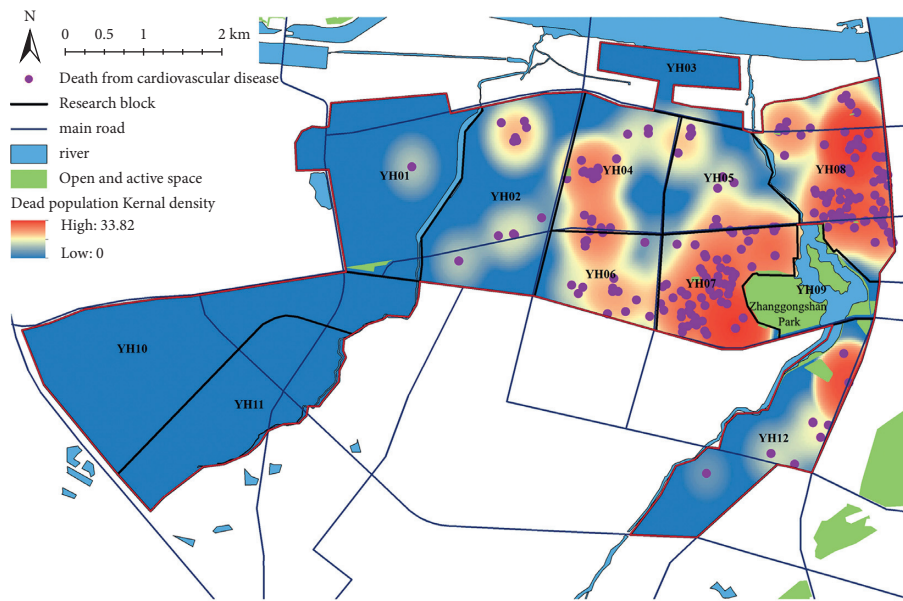 N
0 0.5 1 2 km
Death from cardiovascular disease
Research block
main road
river
Open and active space
Dead population Kernal density
High: 33.82
Low: 0
YH03
YH01
YH02
YH04
YH05
YH08
YH06
YH07
YH09
Zhanggongshan
Park
YH10
YH11
YH12